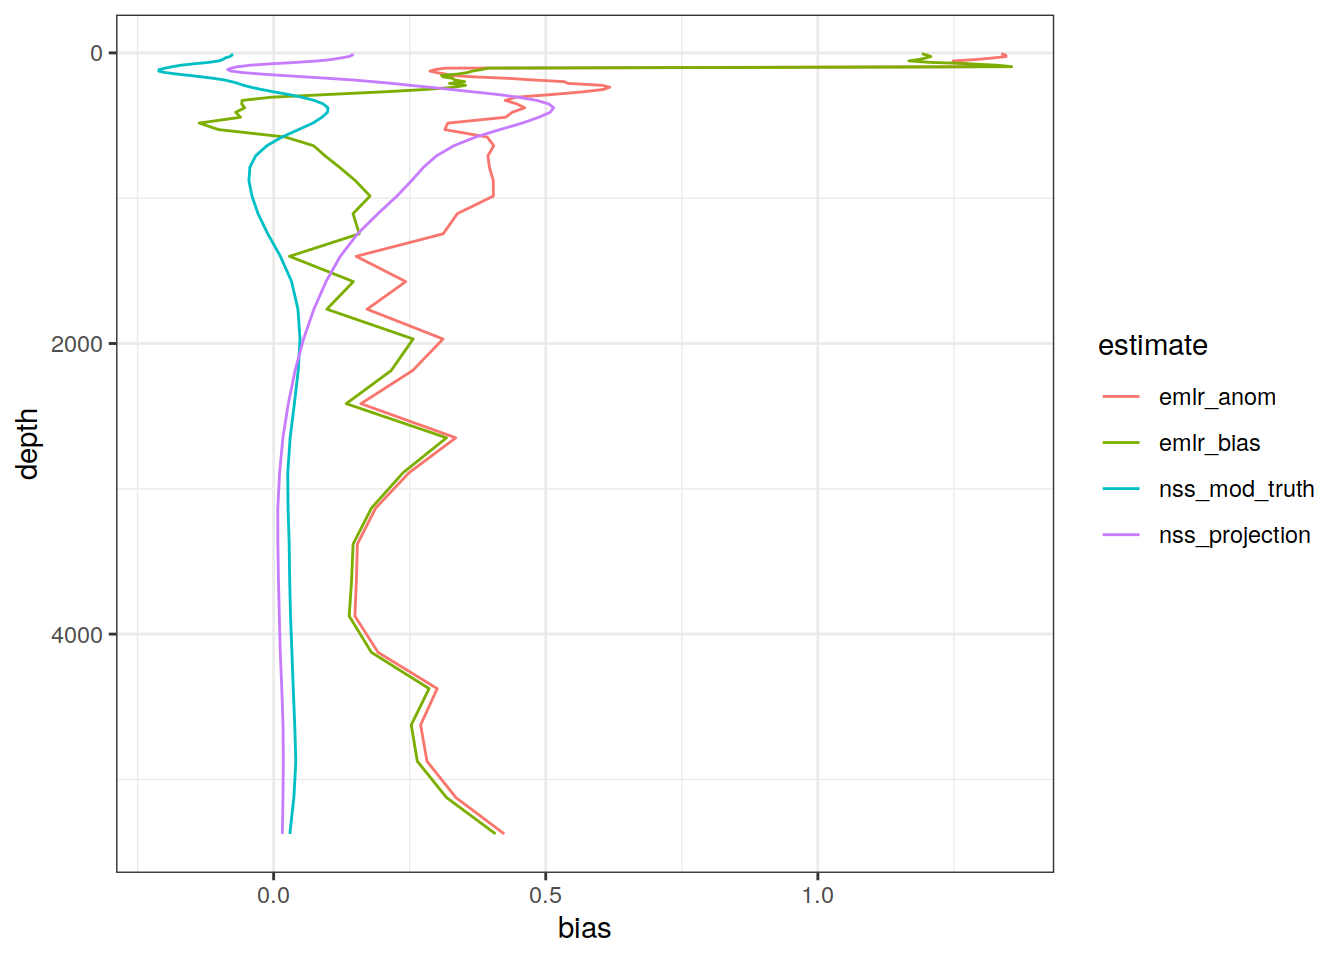 0
2000
4000
depth
0.0
0.5
1.0
bias
estimate
emlr_anom
emlr_bias
nss_mod_truth
nss_projection